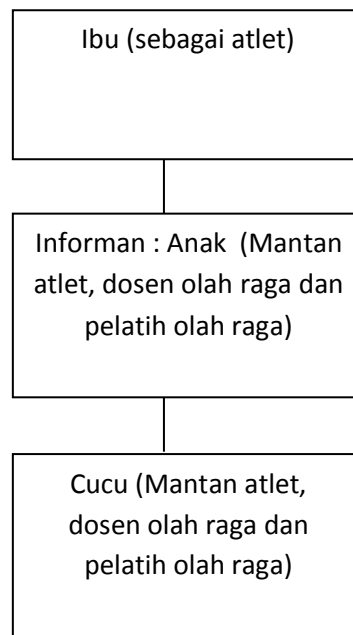 Ibu (sebagai atlet)
Informan : Anak (Mantan
atlet, dosen olah raga dan
pelatih olah raga)
Cucu (Mantan atlet,
dosen olah raga dan
pelatih olah raga)